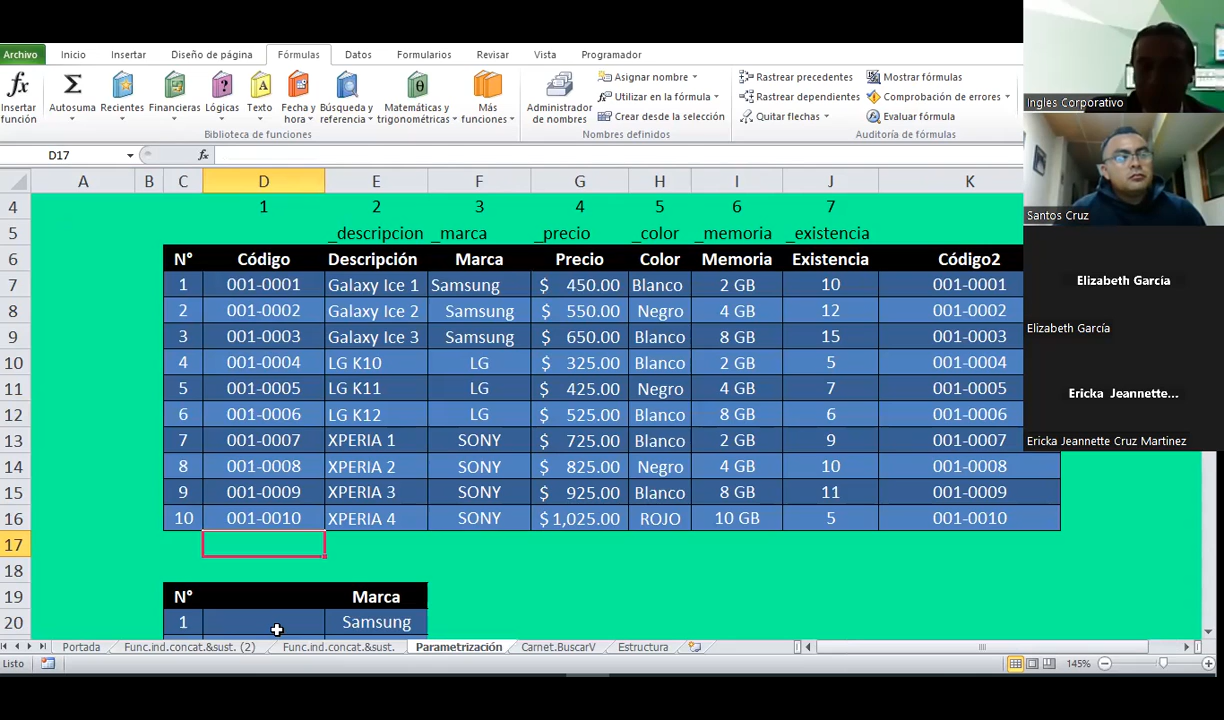 Archivo Inicio Insertar Diseño de página Fórmulas Datos Formularios Revisar Vista Programador
fx Insertar función
Σ Autosuma
Recientes
Financieras
Lógicas
Texto
Fecha y hora
Búsqueda y referencia
Matemáticas y trigonométricas
Más funciones
Biblioteca de funciones
Administrador de nombres
Asignar nombre
Utilizar en la fórmula
Crear desde la selección
Nombres definidos
Rastrear precedentes
Rastrear dependientes
Quitar flechas
Mostrar fórmulas
Comprobación de errores
Evaluar fórmula
Auditoría de fórmulas
D17 fx
A B C D E F G H I J K
4 1 2 3 4 5 6 7
5 _descripcion _marca _precio _color _memoria _existencia
6 N° Código Descripción Marca Precio Color Memoria Existencia Código2
7 1 001-0001 Galaxy Ice 1 Samsung $ 450.00 Blanco 2 GB 10 001-0001
8 2 001-0002 Galaxy Ice 2 Samsung $ 550.00 Negro 4 GB 12 001-0002
9 3 001-0003 Galaxy Ice 3 Samsung $ 650.00 Blanco 8 GB 15 001-0003
10 4 001-0004 LG K10 LG $ 325.00 Blanco 2 GB 5 001-0004
11 5 001-0005 LG K11 LG $ 425.00 Negro 4 GB 7 001-0005
12 6 001-0006 LG K12 LG $ 525.00 Blanco 8 GB 6 001-0006
13 7 001-0007 XPERIA 1 SONY $ 725.00 Blanco 2 GB 9 001-0007
14 8 001-0008 XPERIA 2 SONY $ 825.00 Negro 4 GB 10 001-0008
15 9 001-0009 XPERIA 3 SONY $ 925.00 Blanco 8 GB 11 001-0009
16 10 001-0010 XPERIA 4 SONY $ 1,025.00 ROJO 10 GB 5 001-0010
17
18
19 N° Marca
20 1 Samsung
Portada Func.ind.concat.&sust. (2) Func.ind.concat.&sust. Parametrización Carnet.BuscarV Estructura
Listo 145%
Ingles Corporativo
Santos Cruz
Elizabeth García
Elizabeth García
Ericka Jeannette...
Ericka Jeannette Cruz Martinez